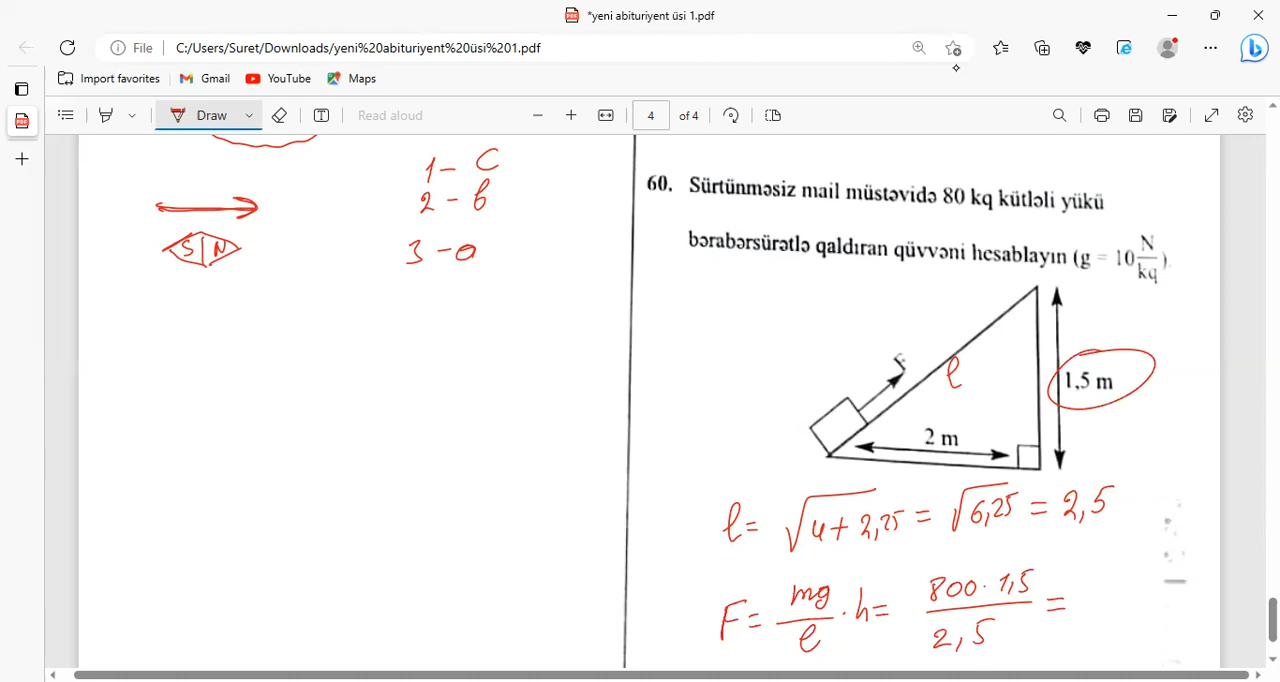 *yeni abituriyent üsi 1.pdf
File C:/Users/Suret/Downloads/yeni%20abituriyent%20üsi%201.pdf
Import favorites Gmail YouTube Maps
Draw Read aloud 4 of 4
1 - C
2 - b
3 - a
S N
60. Sürtünməsiz mail müstəvidə 80 kq kütləli yükü
bərabərsürətlə qaldıran qüvvəni hesablayın (g = 10 N/kq).
F
ℓ
1,5 m
2 m
ℓ = √4 + 2,25 = √6,25 = 2,5
F = mg/ℓ · h = 800 · 1,5/2,5 =